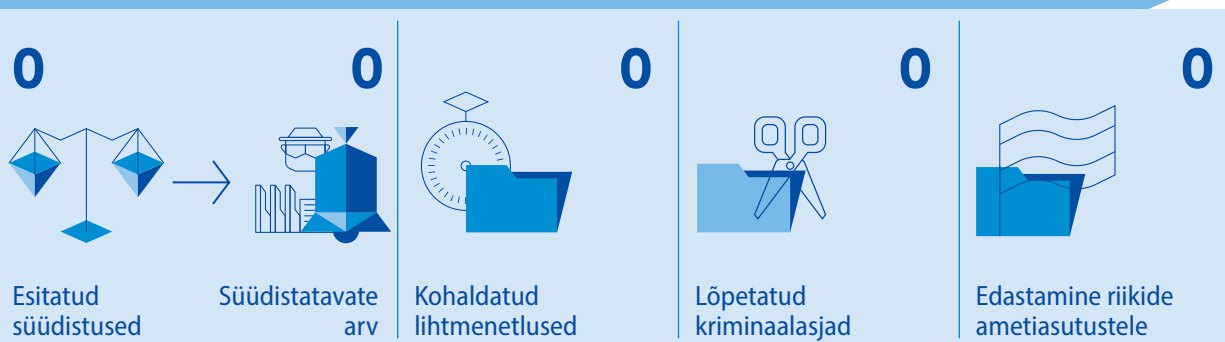 0
Esitatud
süüdistused
0
Süüdistatavate
arv
0
Kohaldatud
lihtmenetlused
0
Lõpetatud
kriminaalasjad
0
Edastamine riikide
ametiasutustele